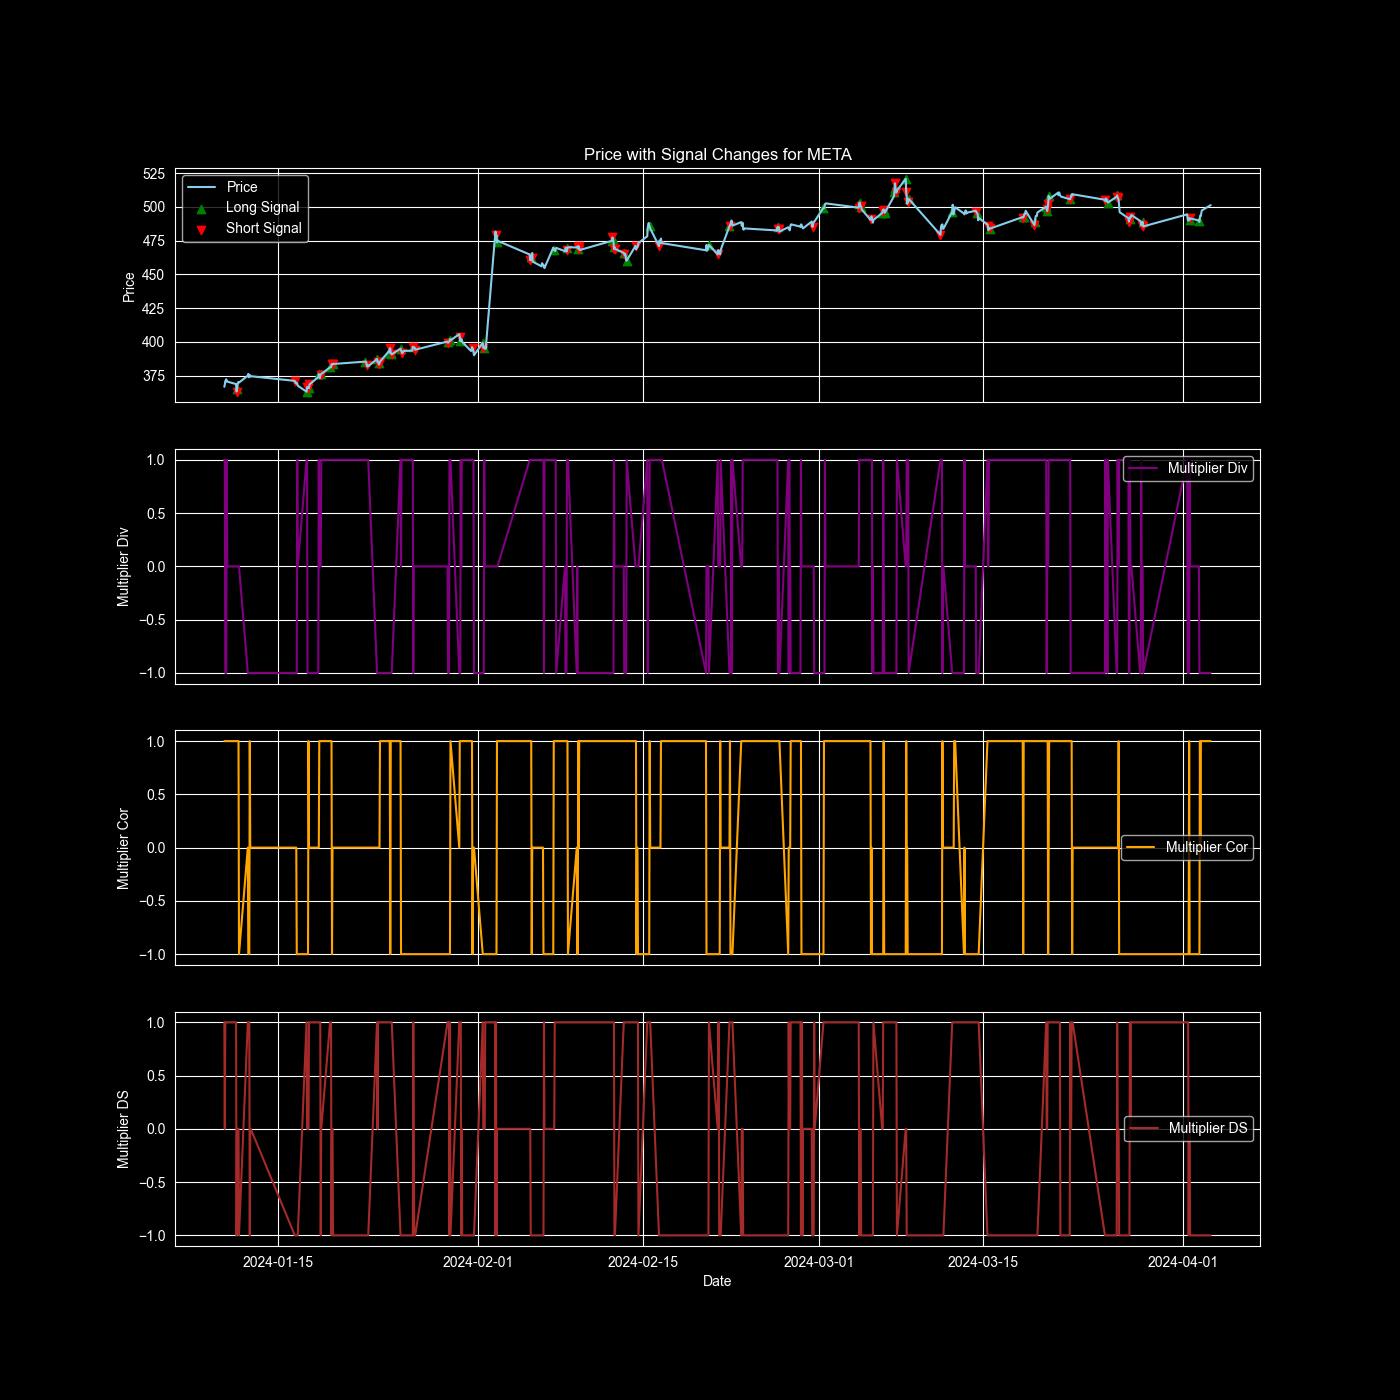 Price with Signal Changes for META
525
500
475
450
425
400
375
Price
Price
Long Signal
Short Signal
1.0
0.5
0.0
−0.5
−1.0
Multiplier Div
Multiplier Div
1.0
0.5
0.0
−0.5
−1.0
Multiplier Cor
Multiplier Cor
1.0
0.5
0.0
−0.5
−1.0
Multiplier DS
Multiplier DS
2024-01-15
2024-02-01
2024-02-15
2024-03-01
2024-03-15
2024-04-01
Date